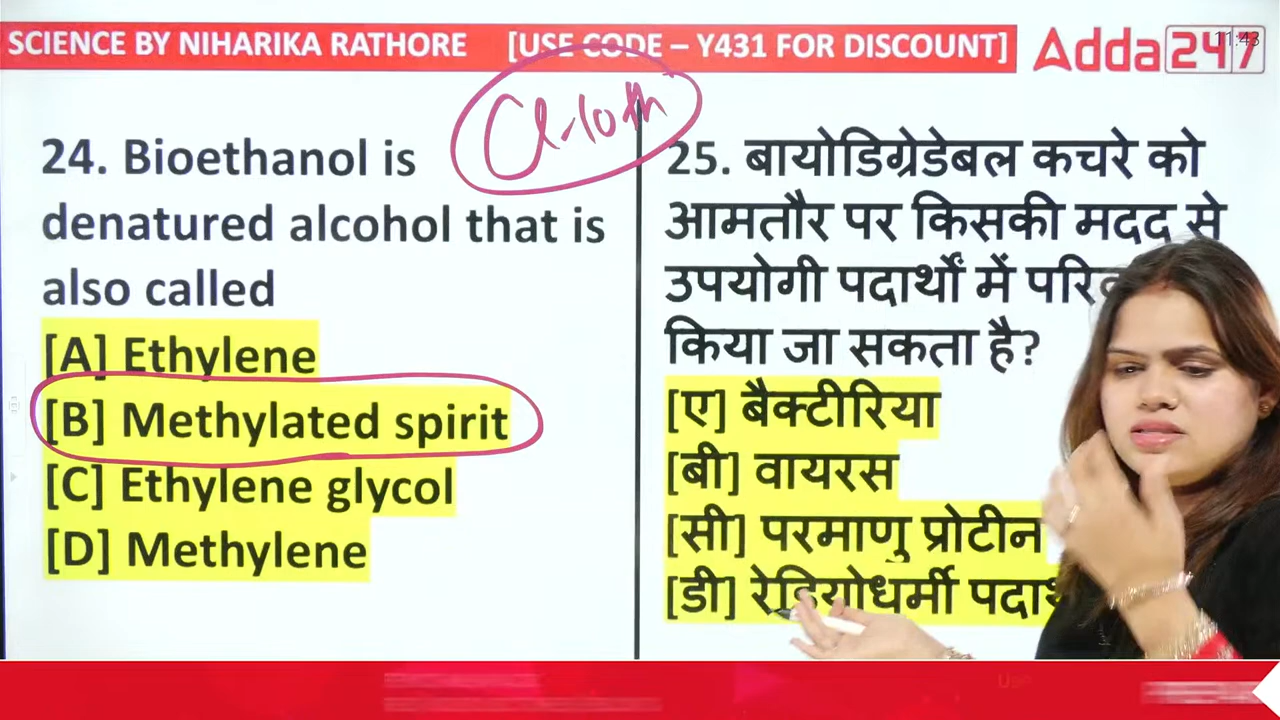 SCIENCE BY NIHARIKA RATHORE [USE CODE – Y431 FOR DISCOUNT]
Adda247
11:43
Cl-10th
24. Bioethanol is
denatured alcohol that is
also called
[A] Ethylene
[B] Methylated spirit
[C] Ethylene glycol
[D] Methylene
25. बायोडिग्रेडेबल कचरे को
आमतौर पर किसकी मदद से
उपयोगी पदार्थों में
किया जा सकता है?
[ए] बैक्टीरिया
[बी] वायरस
[सी] परमाणु प्रोटीन
[डी] रेडियोधर्मी